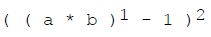 ( ( a * b )¹ - 1 )²